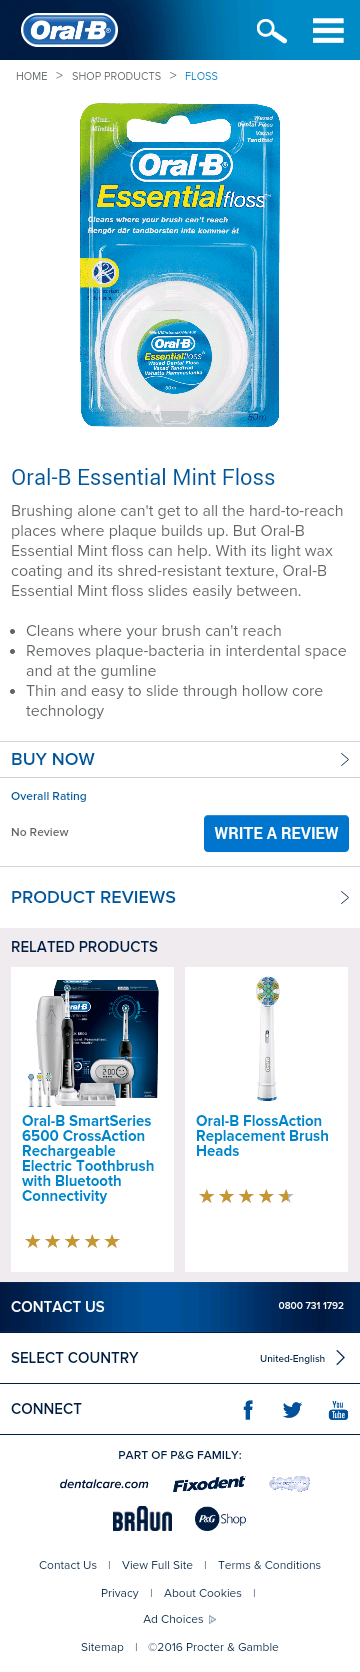 Oral-B
HOME > SHOP PRODUCTS > FLOSS
Waxed
Dental Floss
Vaxad
Tandtråd
Oral-B
Essentialfloss
Cleans where your brush can't reach
Rengör där tandborsten inte kommer åt
Oral-B
Essentialfloss
Waxed Dental Floss
Vaxad Tandtråd
50m
Oral-B Essential Mint Floss
Brushing alone can't get to all the hard-to-reach
places where plaque builds up. But Oral-B
Essential Mint floss can help. With its light wax
coating and its shred-resistant texture, Oral-B
Essential Mint floss slides easily between.
• Cleans where your brush can't reach
• Removes plaque-bacteria in interdental space
and at the gumline
• Thin and easy to slide through hollow core
technology
BUY NOW
Overall Rating
No Review
WRITE A REVIEW
PRODUCT REVIEWS
RELATED PRODUCTS
Oral-B SmartSeries
6500 CrossAction
Rechargeable
Electric Toothbrush
with Bluetooth
Connectivity
Oral-B FlossAction
Replacement Brush
Heads
CONTACT US
0800 731 1792
SELECT COUNTRY
United-English
CONNECT
You
Tube
PART OF P&G FAMILY:
dentalcare.com
Fixodent
BRAUN
P&G Shop
Contact Us | View Full Site | Terms & Conditions
Privacy | About Cookies |
Ad Choices
Sitemap | ©2016 Procter & Gamble